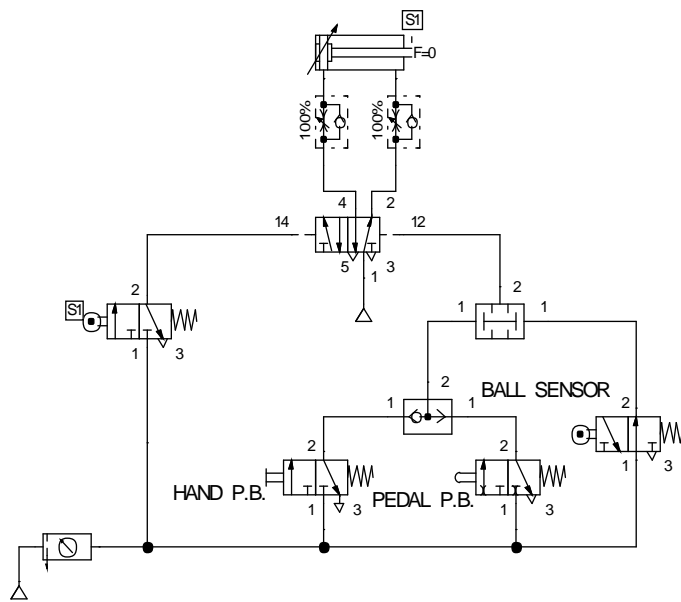 S1
F=0
100% 100%
4 2
14 12
5 1 3
S1 2
1 3
2
1 1
2
BALL SENSOR
1 1
2
2 2
HAND P.B. PEDAL P.B.
1 3
1 3 1 3